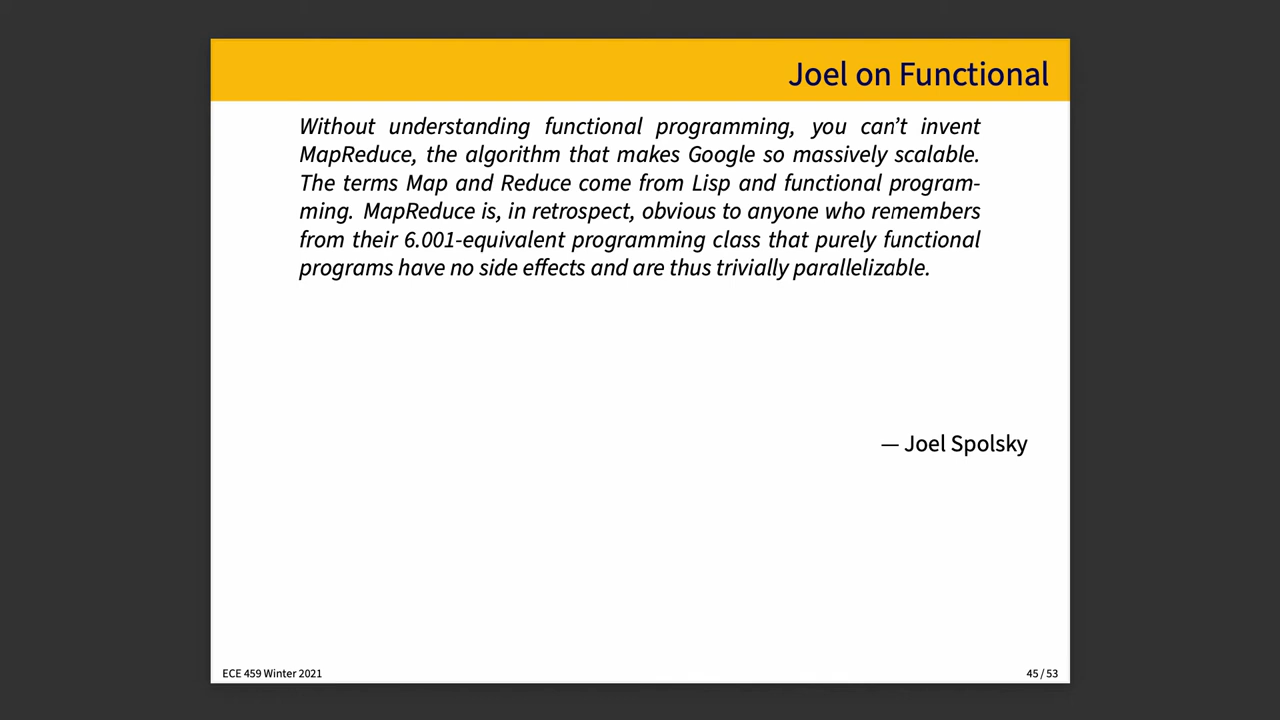 Joel on Functional
Without understanding functional programming, you can’t invent
MapReduce, the algorithm that makes Google so massively scalable.
The terms Map and Reduce come from Lisp and functional program-
ming. MapReduce is, in retrospect, obvious to anyone who remembers
from their 6.001-equivalent programming class that purely functional
programs have no side effects and are thus trivially parallelizable.
— Joel Spolsky
ECE 459 Winter 2021
45 / 53